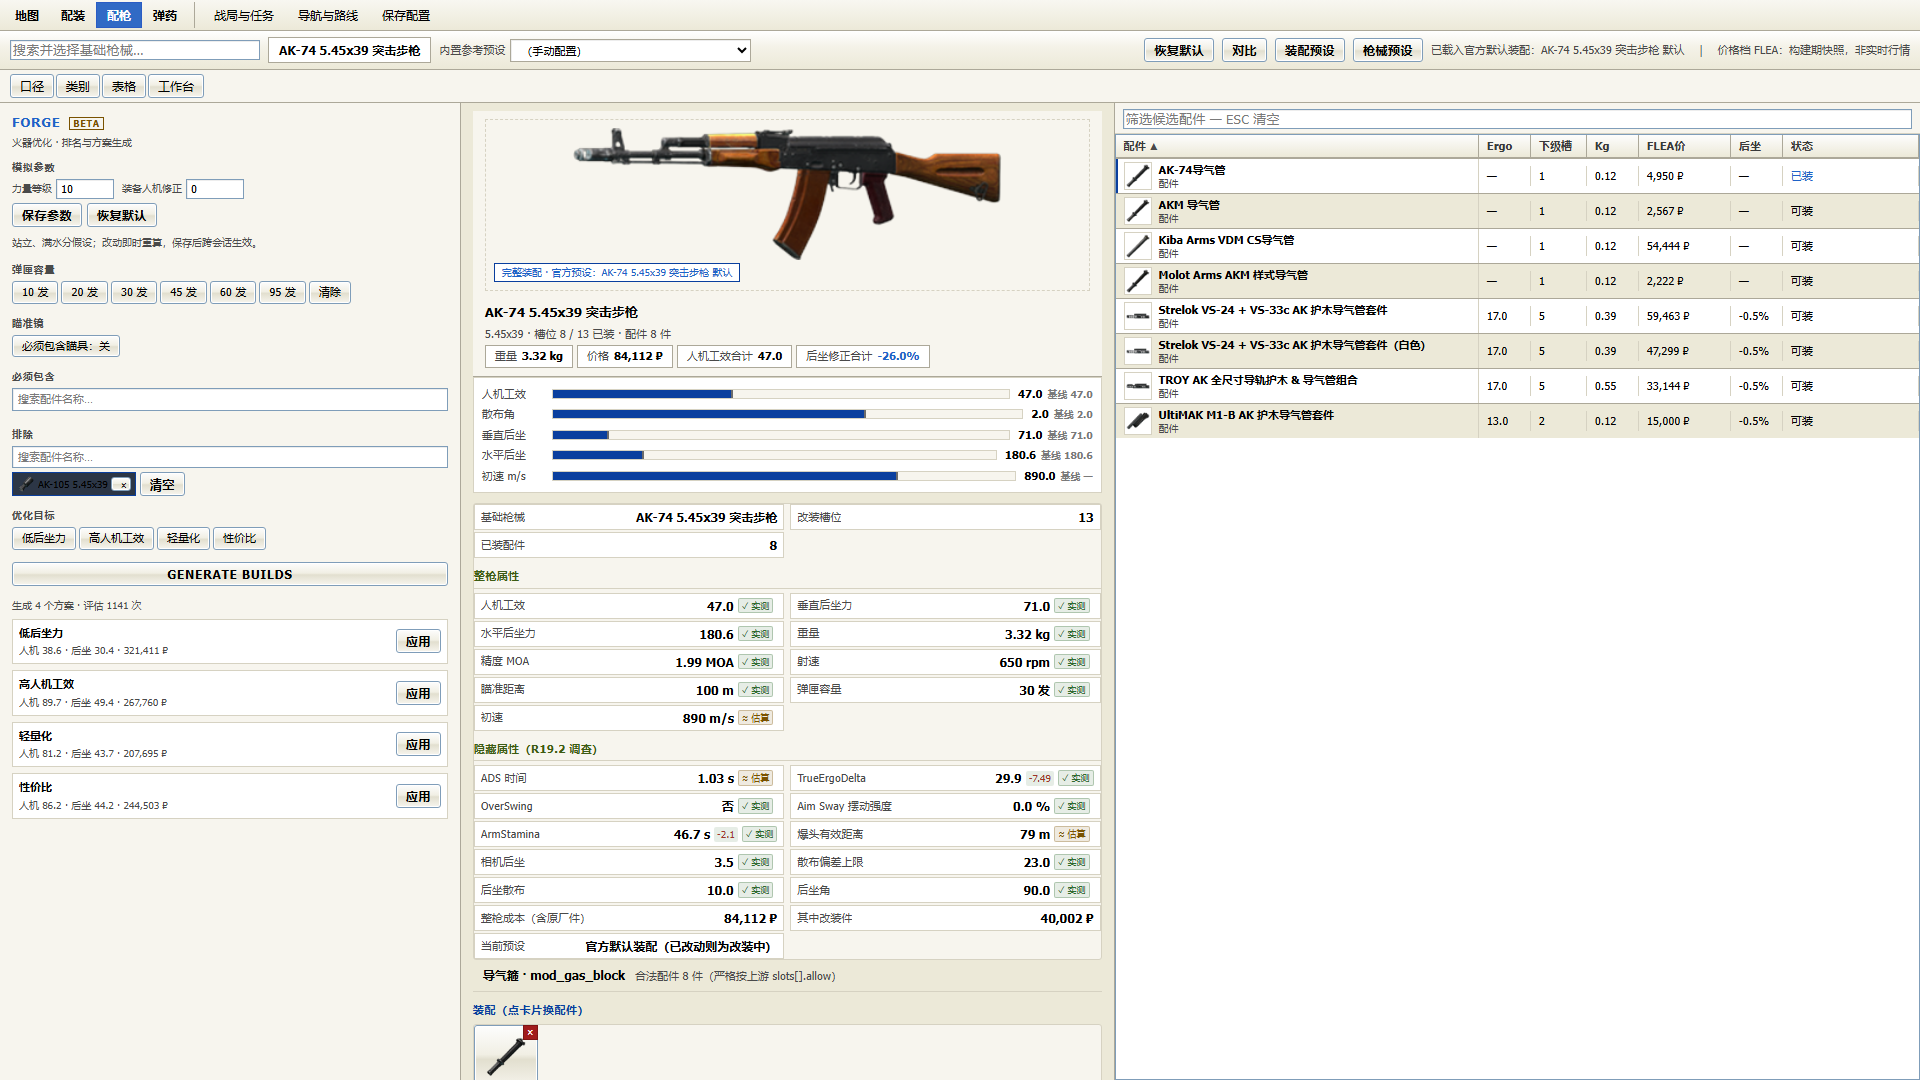 地图 配装 配枪 弹药 战局与任务 导航与路线 保存配置
搜索并选择基础枪械... AK-74 5.45x39 突击步枪 内置参考预设 （手动配置） 恢复默认 对比 装配预设 枪械预设 已载入官方默认装配：AK-74 5.45x39 突击步枪 默认 | 价格档 FLEA：构建期快照，非实时行情
口径 类别 表格 工作台
FORGE BETA
火器优化 · 排名与方案生成
模拟参数
力量等级 10 装备人机修正 0
保存参数 恢复默认
站立、满水分假设；改动即时重算，保存后跨会话生效。
弹匣容量
10 发 20 发 30 发 45 发 60 发 95 发 清除
瞄准镜
必须包含瞄具：关
必须包含
搜索配件名称...
排除
搜索配件名称...
AK-105 5.45x39 × 清空
优化目标
低后坐力 高人机工效 轻量化 性价比
GENERATE BUILDS
生成 4 个方案 · 评估 1141 次
低后坐力
人机 38.6 · 后坐 30.4 · 321,411 ₽
应用
高人机工效
人机 89.7 · 后坐 49.4 · 267,760 ₽
应用
轻量化
人机 81.2 · 后坐 43.7 · 207,695 ₽
应用
性价比
人机 86.2 · 后坐 44.2 · 244,503 ₽
应用
完整装配 · 官方预设：AK-74 5.45x39 突击步枪 默认
AK-74 5.45x39 突击步枪
5.45x39 · 槽位 8 / 13 已装 · 配件 8 件
重量 3.32 kg 价格 84,112 ₽ 人机工效合计 47.0 后坐修正合计 -26.0%
人机工效 47.0 基线 47.0
散布角 2.0 基线 2.0
垂直后坐 71.0 基线 71.0
水平后坐 180.6 基线 180.6
初速 m/s 890.0 基线 —
基础枪械 AK-74 5.45x39 突击步枪 改装槽位 13
已装配件 8
整枪属性
人机工效 47.0 ✓ 实测 垂直后坐力 71.0 ✓ 实测
水平后坐力 180.6 ✓ 实测 重量 3.32 kg ✓ 实测
精度 MOA 1.99 MOA ✓ 实测 射速 650 rpm ✓ 实测
瞄准距离 100 m ✓ 实测 弹匣容量 30 发 ✓ 实测
初速 890 m/s ≈ 估算
隐藏属性（R19.2 调查）
ADS 时间 1.03 s ≈ 估算 TrueErgoDelta 29.9 -7.49 ✓ 实测
OverSwing 否 ✓ 实测 Aim Sway 摆动强度 0.0 % ✓ 实测
ArmStamina 46.7 s -2.1 ✓ 实测 爆头有效距离 79 m ≈ 估算
相机后坐 3.5 ✓ 实测 散布偏差上限 23.0 ✓ 实测
后坐散布 10.0 ✓ 实测 后坐角 90.0 ✓ 实测
整枪成本（含原厂件） 84,112 ₽ 其中改装件 40,002 ₽
当前预设 官方默认装配（已改动则为改装中）
导气箍 · mod_gas_block 合法配件 8 件（严格按上游 slots[].allow）
装配（点卡片换配件）
×
筛选候选配件 — ESC 清空
配件 ▲ Ergo 下级槽 Kg FLEA价 后坐 状态
AK-74导气管 — 1 0.12 4,950 ₽ — 已装
配件
AKM 导气管 — 1 0.12 2,567 ₽ — 可装
配件
Kiba Arms VDM CS导气管 — 1 0.12 54,444 ₽ — 可装
配件
Molot Arms AKM 样式导气管 — 1 0.12 2,222 ₽ — 可装
配件
Strelok VS-24 + VS-33c AK 护木导气管套件 17.0 5 0.39 59,463 ₽ -0.5% 可装
配件
Strelok VS-24 + VS-33c AK 护木导气管套件（白色） 17.0 5 0.39 47,299 ₽ -0.5% 可装
配件
TROY AK 全尺寸导轨护木 & 导气管组合 17.0 5 0.55 33,144 ₽ -0.5% 可装
配件
UltiMAK M1-B AK 护木导气管套件 13.0 2 0.12 15,000 ₽ -0.5% 可装
配件